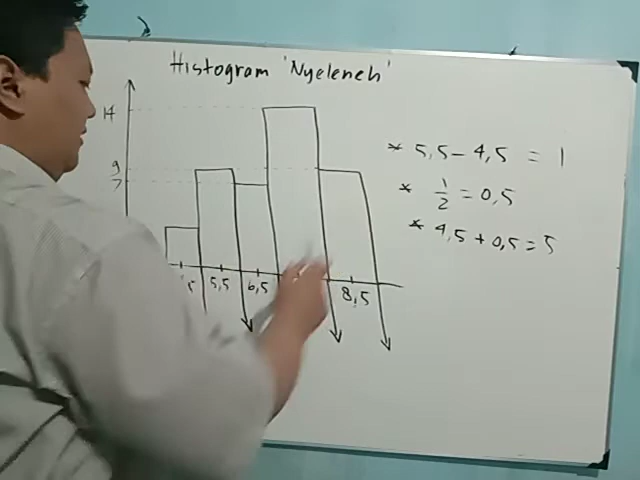 Histogram 'Nyeleneh'
14
9
7
* 5,5 - 4,5 = 1
* 1/2 = 0,5
* 4,5 + 0,5 = 5
5,5 6,5 8,5